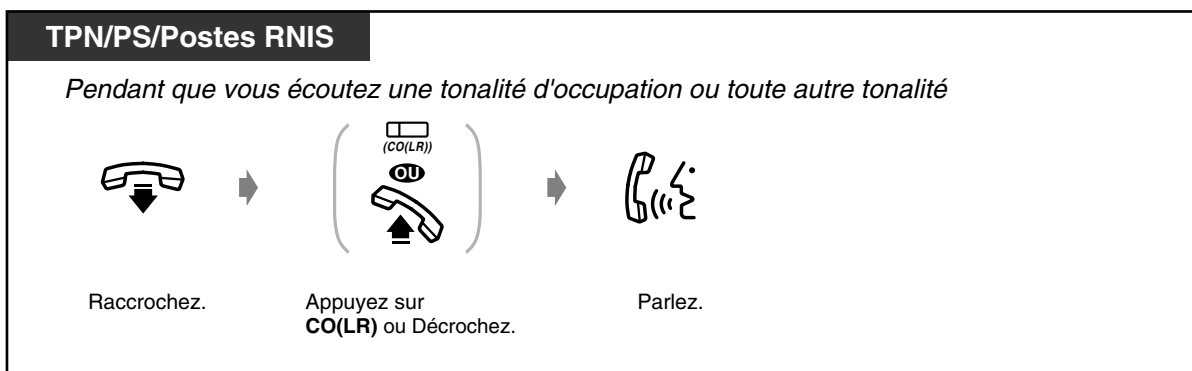 TPN/PS/Postes RNIS
Pendant que vous écoutez une tonalité d'occupation ou toute autre tonalité
(CO(LR))
OU
Raccrochez.
Appuyez sur
CO(LR) ou Décrochez.
Parlez.